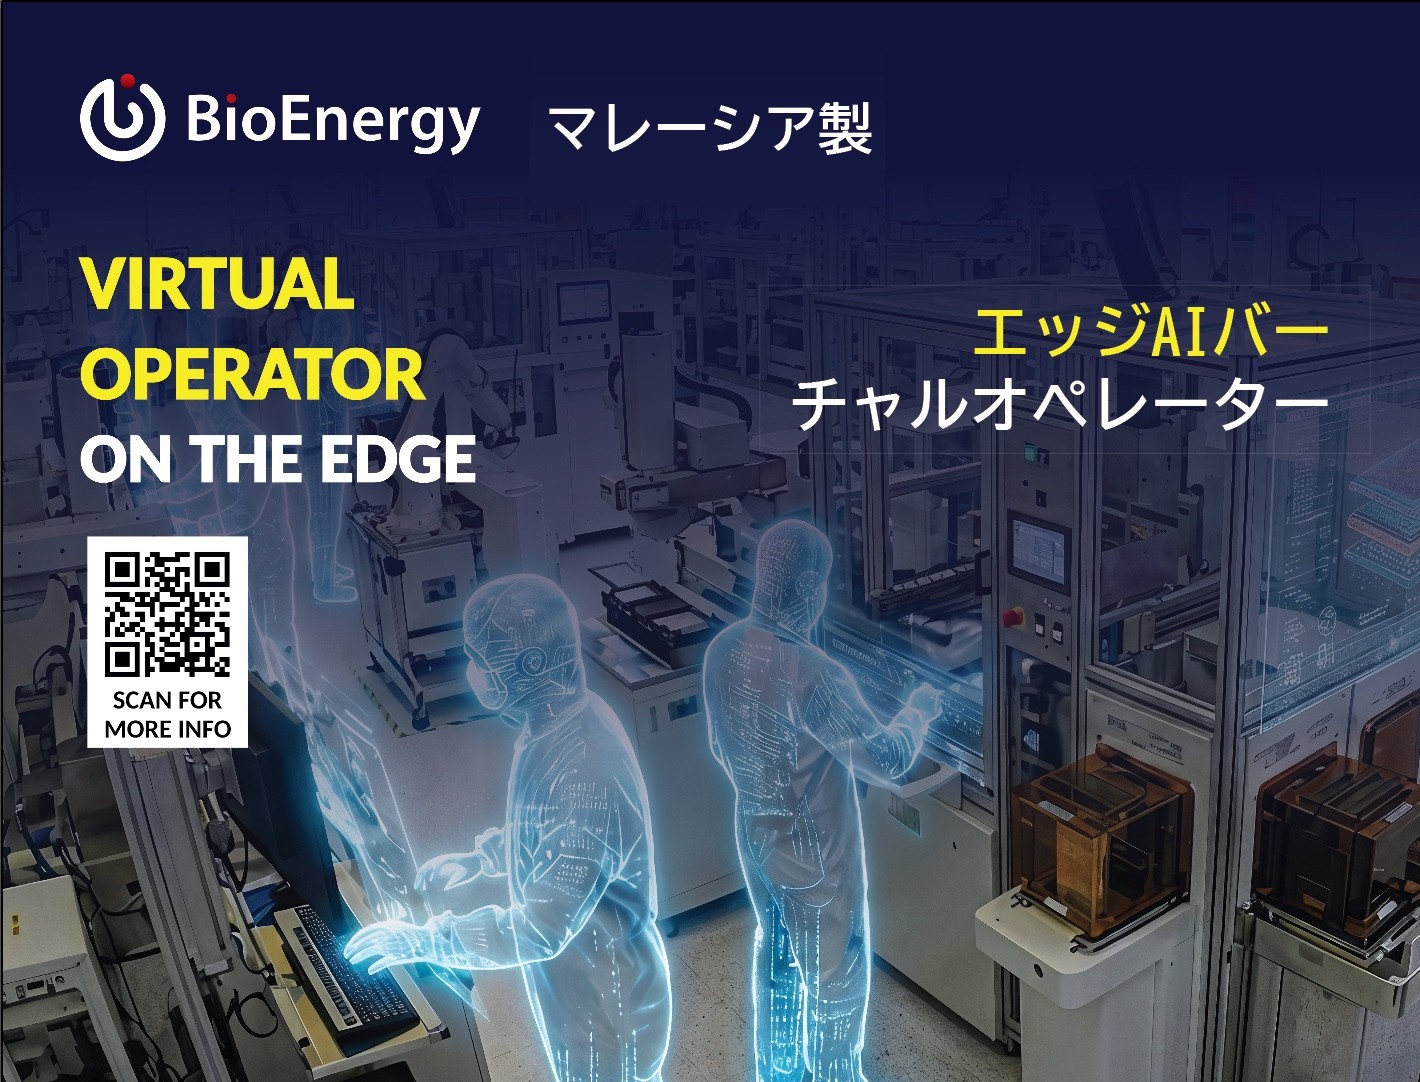 BioEnergy
マレーシア製
VIRTUAL
OPERATOR
ON THE EDGE
エッジAIバー
チャルオペレーター
SCAN FOR
MORE INFO